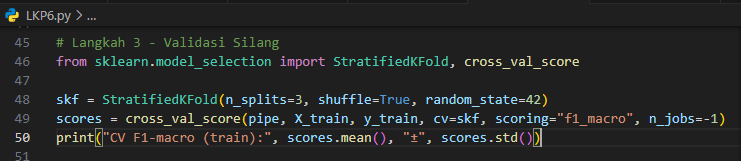 LKP6.py > ...
45 # Langkah 3 - Validasi Silang
46 from sklearn.model_selection import StratifiedKFold, cross_val_score
47
48 skf = StratifiedKFold(n_splits=3, shuffle=True, random_state=42)
49 scores = cross_val_score(pipe, X_train, y_train, cv=skf, scoring="f1_macro", n_jobs=-1)
50 print("CV F1-macro (train):", scores.mean(), "±", scores.std())
51